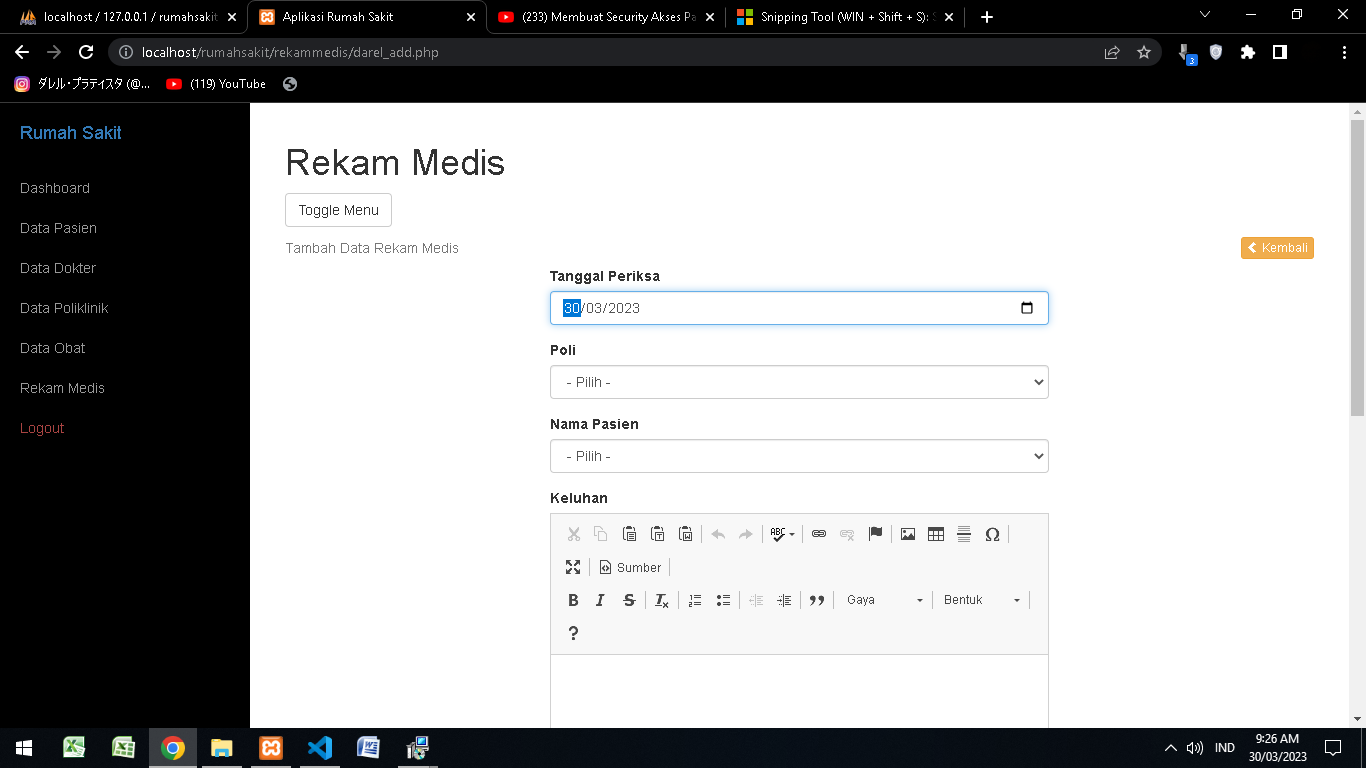 localhost / 127.0.0.1 / rumahsakit
Aplikasi Rumah Sakit
(233) Membuat Security Akses Pa
Snipping Tool (WIN + Shift + S): S
localhost/rumahsakit/rekammedis/darel_add.php
3
ダレル・プラティスタ (@...
(119) YouTube
Rumah Sakit
Dashboard
Data Pasien
Data Dokter
Data Poliklinik
Data Obat
Rekam Medis
Logout
Rekam Medis
Toggle Menu
Tambah Data Rekam Medis
Kembali
Tanggal Periksa
30/03/2023
Poli
- Pilih -
Nama Pasien
- Pilih -
Keluhan
ABC
Sumber
B I S Tx
Gaya
Bentuk
?
IND
9:26 AM
30/03/2023